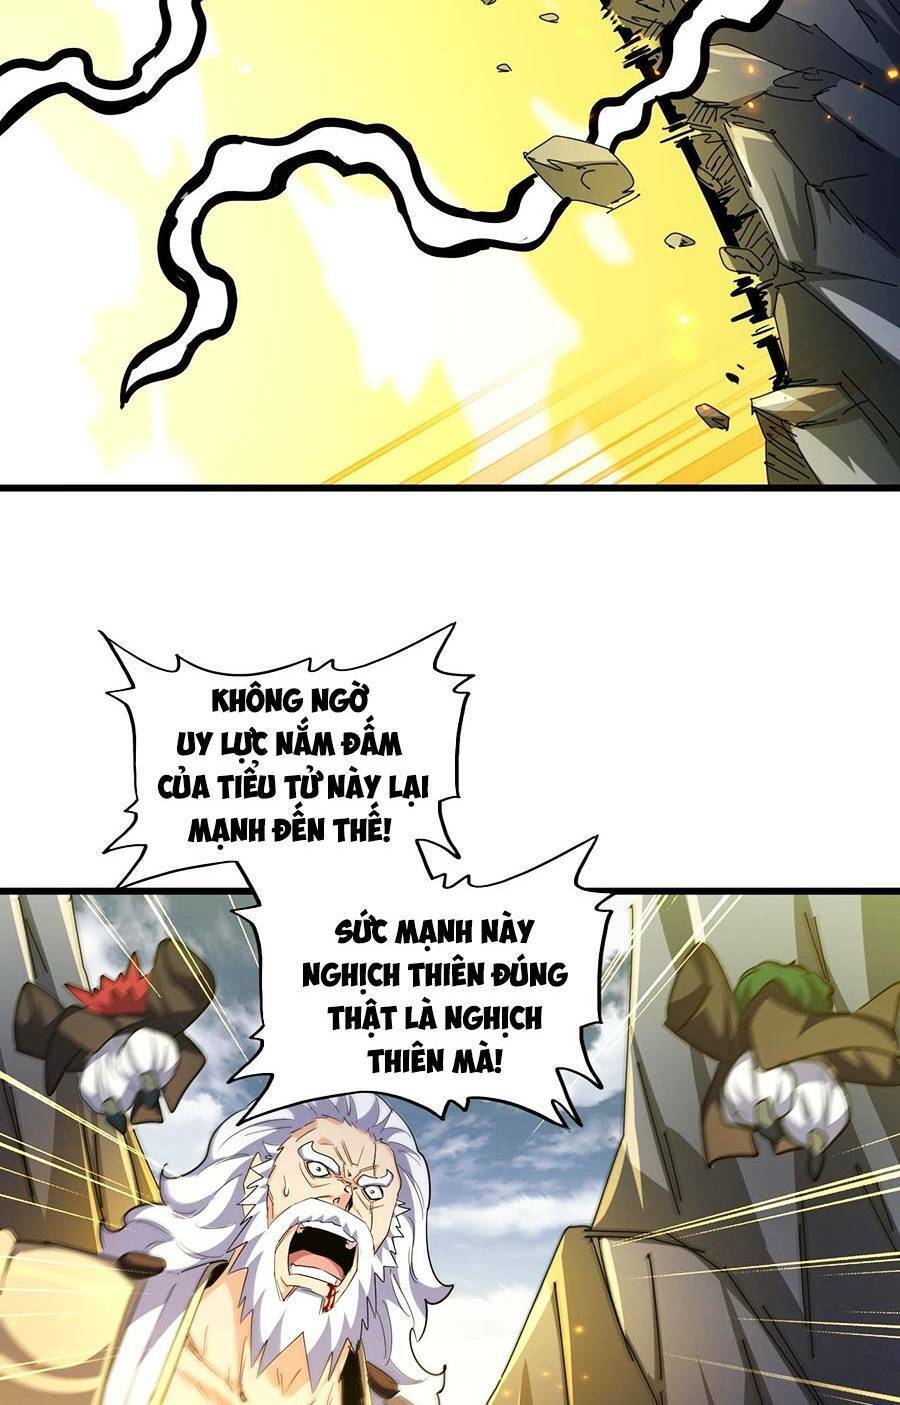 KHÔNG NGỜ
UY LỰC NẮM ĐẤM
CỦA TIỂU TỬ NÀY LẠI
MẠNH ĐẾN THẾ!
SỨC MẠNH NÀY
NGHỊCH THIÊN ĐÚNG
THẬT LÀ NGHỊCH
THIÊN MÀ!